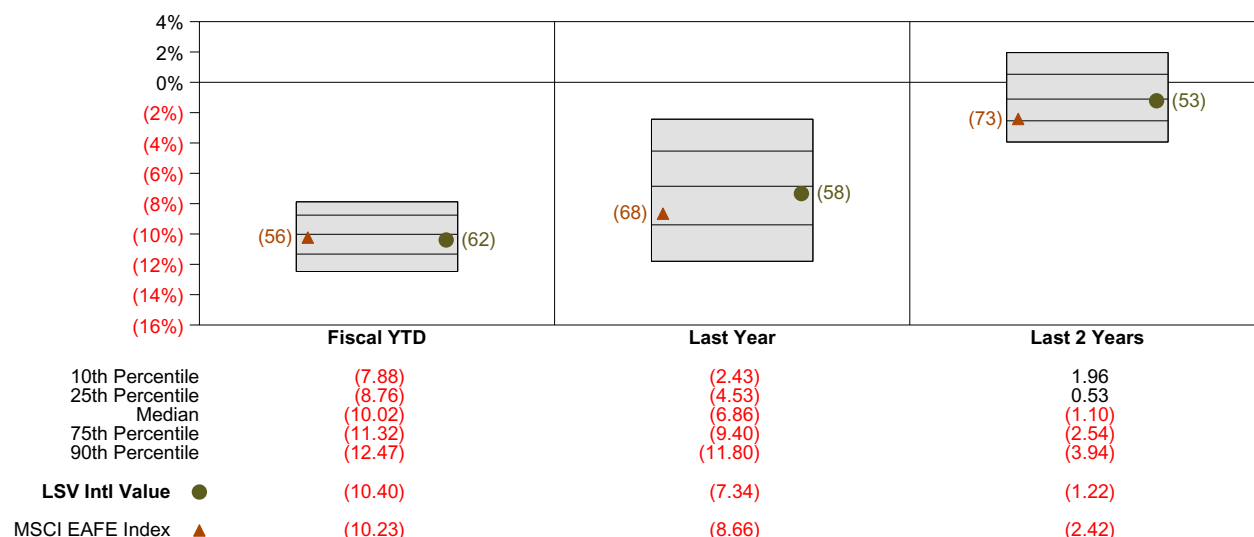 4%
2%
0%
(2%)
(4%)
(6%)
(8%)
(10%)
(12%)
(14%)
(16%)
(56) (62)
(68) (58)
(73) (53)
Fiscal YTD Last Year Last 2 Years
10th Percentile (7.88) (2.43) 1.96
25th Percentile (8.76) (4.53) 0.53
Median (10.02) (6.86) (1.10)
75th Percentile (11.32) (9.40) (2.54)
90th Percentile (12.47) (11.80) (3.94)
LSV Intl Value (10.40) (7.34) (1.22)
MSCI EAFE Index (10.23) (8.66) (2.42)